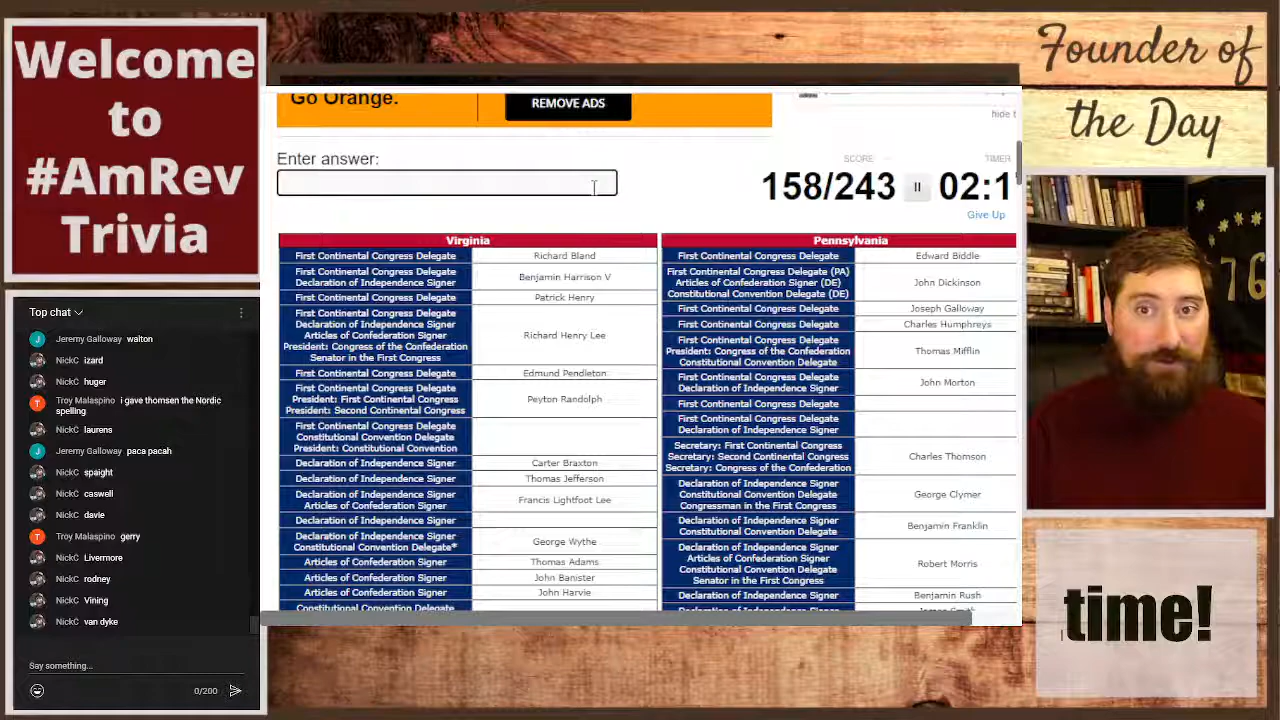 Welcome
to
#AmRev
Trivia
Founder of
the Day
Go Orange.
REMOVE ADS
hide t
Enter answer:
SCORE
TIMER
158/243
02:1
Give Up
Virginia
First Continental Congress Delegate
Richard Bland
First Continental Congress Delegate
Declaration of Independence Signer
Benjamin Harrison V
First Continental Congress Delegate
Patrick Henry
First Continental Congress Delegate
Declaration of Independence Signer
Articles of Confederation Signer
President: Congress of the Confederation
Senator in the First Congress
Richard Henry Lee
First Continental Congress Delegate
Edmund Pendleton
First Continental Congress Delegate
President: First Continental Congress
President: Second Continental Congress
Peyton Randolph
First Continental Congress Delegate
Constitutional Convention Delegate
President: Constitutional Convention
Declaration of Independence Signer
Carter Braxton
Declaration of Independence Signer
Thomas Jefferson
Declaration of Independence Signer
Articles of Confederation Signer
Francis Lightfoot Lee
Declaration of Independence Signer
Declaration of Independence Signer
Constitutional Convention Delegate*
George Wythe
Articles of Confederation Signer
Thomas Adams
Articles of Confederation Signer
John Banister
Articles of Confederation Signer
John Harvie
Constitutional Convention Delegate
Pennsylvania
First Continental Congress Delegate
Edward Biddle
First Continental Congress Delegate (PA)
Articles of Confederation Signer (DE)
Constitutional Convention Delegate (DE)
John Dickinson
First Continental Congress Delegate
Joseph Galloway
First Continental Congress Delegate
Charles Humphreys
First Continental Congress Delegate
President: Congress of the Confederation
Constitutional Convention Delegate
Thomas Mifflin
First Continental Congress Delegate
Declaration of Independence Signer
John Morton
First Continental Congress Delegate
First Continental Congress Delegate
Declaration of Independence Signer
Secretary: First Continental Congress
Secretary: Second Continental Congress
Secretary: Congress of the Confederation
Charles Thomson
Declaration of Independence Signer
Constitutional Convention Delegate
Congressman in the First Congress
George Clymer
Declaration of Independence Signer
Constitutional Convention Delegate
Benjamin Franklin
Declaration of Independence Signer
Articles of Confederation Signer
Constitutional Convention Delegate
Senator in the First Congress
Robert Morris
Declaration of Independence Signer
Benjamin Rush
Declaration of Independence Signer
James Smith
Top chat
J Jeremy Galloway walton
NickC izard
NickC huger
T Troy Malaspino i gave thomsen the Nordic
spelling
NickC laurens
J Jeremy Galloway paca pacah
NickC spaight
NickC caswell
NickC davie
T Troy Malaspino gerry
NickC Livermore
NickC rodney
NickC Vining
NickC van dyke
Say something...
0/200
76
time!